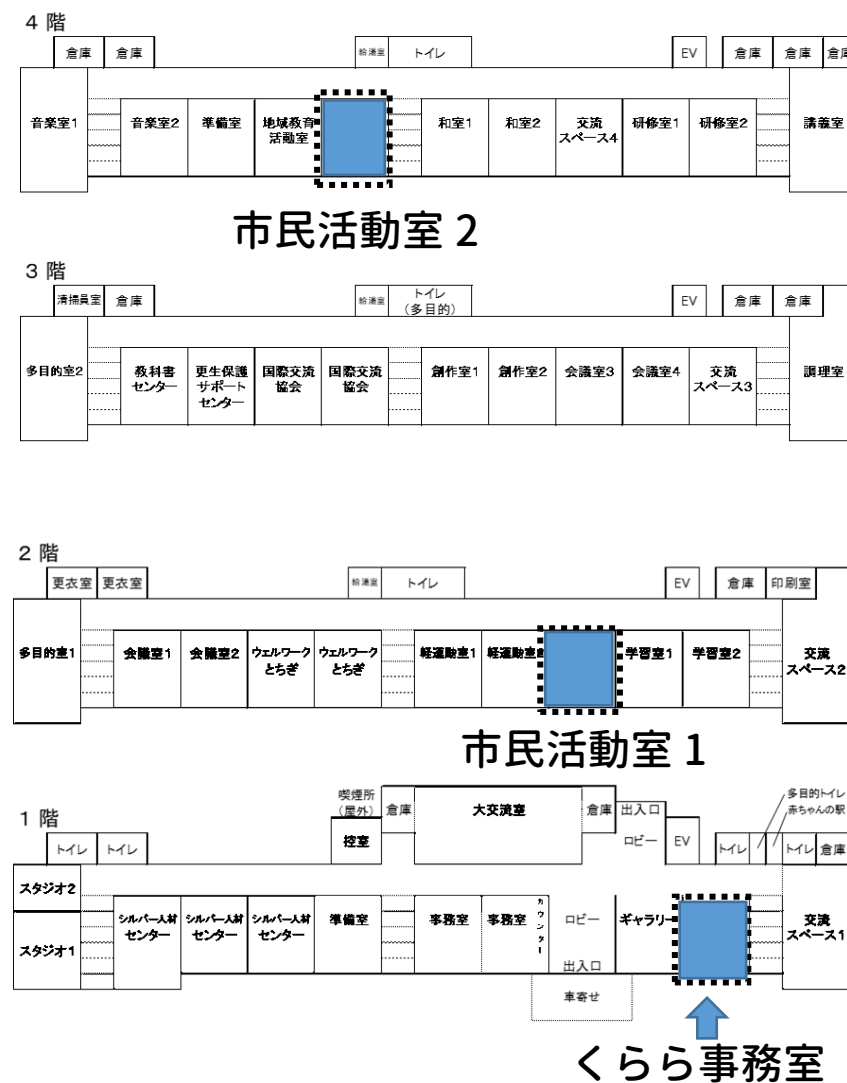 4 階
倉庫 倉庫 給湯室 トイレ EV 倉庫 倉庫 倉庫
音楽室1 音楽室2 準備室 地域教育 和室1 和室2 交流 研修室1 研修室2 講義室
活動室 スペース4
市民活動室 2
3 階
清掃員室 倉庫 給湯室 トイレ EV 倉庫 倉庫
(多目的)
多目的室2 教科書 更生保護 国際交流 国際交流 創作室1 創作室2 会議室3 会議室4 交流 調理室
センター サポート 協会 協会 スペース3
センター
2 階
更衣室 更衣室 給湯室 トイレ EV 倉庫 印刷室
多目的室1 会議室1 会議室2 ウェルワーク ウェルワーク 軽運動室1 軽運動室2 学習室1 学習室2 交流
とちぎ とちぎ スペース2
市民活動室 1
喫煙所 多目的トイレ
(屋外) 倉庫 大交流室 倉庫 出入口 赤ちゃんの駅
1 階
トイレ トイレ 控室 ロビー EV トイレ トイレ 倉庫
スタジオ2
シルバー人材 シルバー人材 シルバー人材 準備室 事務室 事務室 カウンター ロビー ギャラリー 交流
センター センター センター スペース1
スタジオ1
出入口
車寄せ
くらら事務室